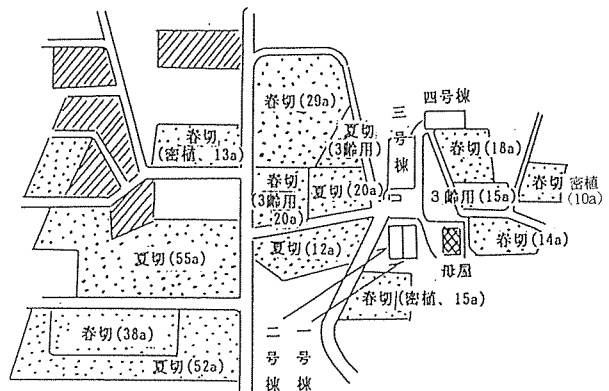 春切(29a)
夏切
(3齢用)
三号棟
四号棟
春切(18a)
春切
(密植、13a)
春切
(3齢用
20a)
夏切(20a)
3齢用(15a)
春切 密植
(10a)
夏切(12a)
春切(14a)
夏切(55a)
母屋
春切(密植、15a)
春切(38a)
夏切(52a)
二号棟
一号棟